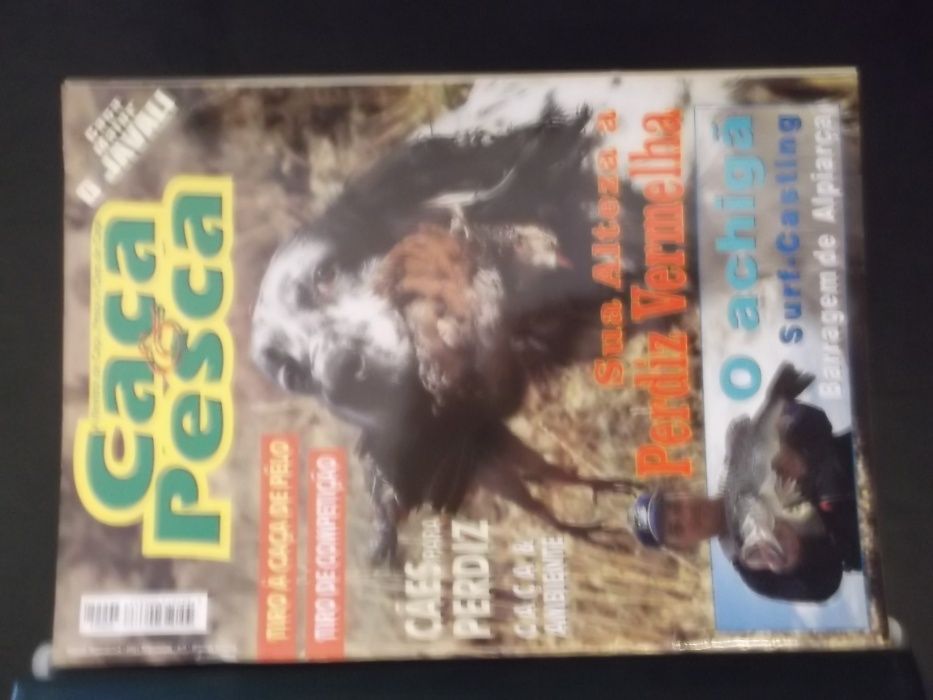 Caça
Pesca
JAVALI
TIRO Á CAÇA DE PÊLO
TIRO DE COMPETIÇÃO
CÃES PARA
PERDIZ
CAÇA &
AMBIENTE
Sua Alteza a
Perdiz Vermelha
O achigã
Surf-Casting
Barragem de Alpiarça